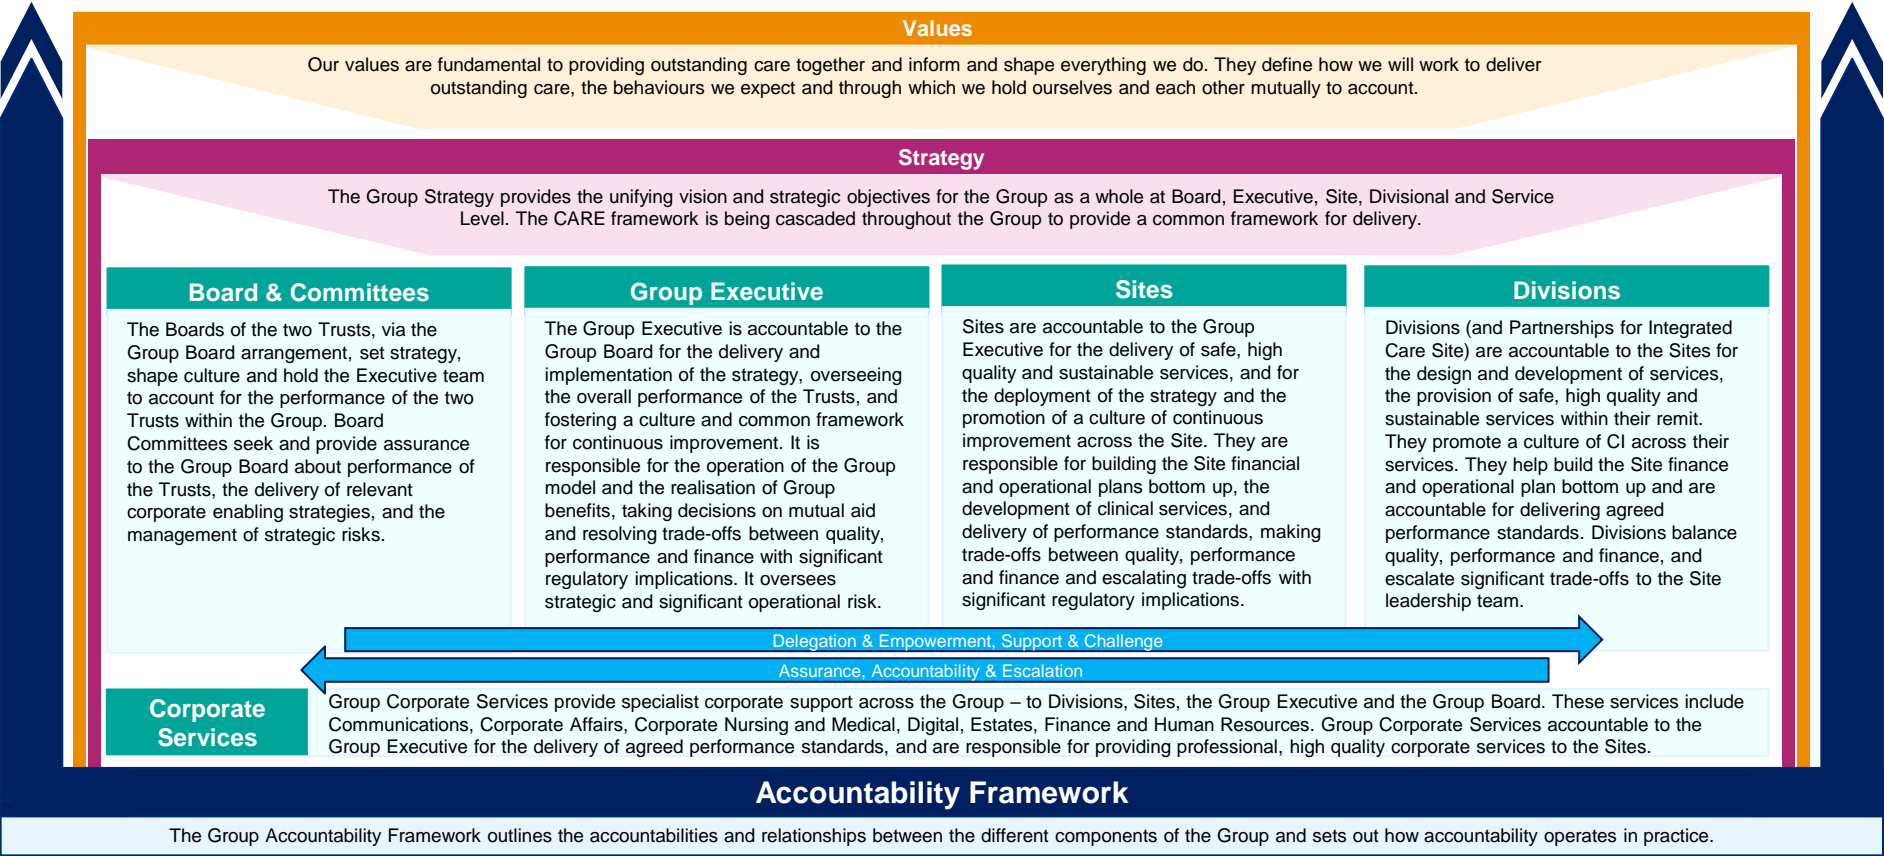 Values
Our values are fundamental to providing outstanding care together and inform and shape everything we do. They define how we will work to deliver
outstanding care, the behaviours we expect and through which we hold ourselves and each other mutually to account.
Strategy
The Group Strategy provides the unifying vision and strategic objectives for the Group as a whole at Board, Executive, Site, Divisional and Service
Level. The CARE framework is being cascaded throughout the Group to provide a common framework for delivery.
Board & Committees
The Boards of the two Trusts, via the
Group Board arrangement, set strategy,
shape culture and hold the Executive team
to account for the performance of the two
Trusts within the Group. Board
Committees seek and provide assurance
to the Group Board about performance of
the Trusts, the delivery of relevant
corporate enabling strategies, and the
management of strategic risks.
Group Executive
The Group Executive is accountable to the
Group Board for the delivery and
implementation of the strategy, overseeing
the overall performance of the Trusts, and
fostering a culture and common framework
for continuous improvement. It is
responsible for the operation of the Group
model and the realisation of Group
benefits, taking decisions on mutual aid
and resolving trade-offs between quality,
performance and finance with significant
regulatory implications. It oversees
strategic and significant operational risk.
Sites
Sites are accountable to the Group
Executive for the delivery of safe, high
quality and sustainable services, and for
the deployment of the strategy and the
promotion of a culture of continuous
improvement across the Site. They are
responsible for building the Site financial
and operational plans bottom up, the
development of clinical services, and
delivery of performance standards, making
trade-offs between quality, performance
and finance and escalating trade-offs with
significant regulatory implications.
Divisions
Divisions (and Partnerships for Integrated
Care Site) are accountable to the Sites for
the design and development of services,
the provision of safe, high quality and
sustainable services within their remit.
They promote a culture of CI across their
services. They help build the Site finance
and operational plan bottom up and are
accountable for delivering agreed
performance standards. Divisions balance
quality, performance and finance, and
escalate significant trade-offs to the Site
leadership team.
Delegation & Empowerment, Support & Challenge
Assurance, Accountability & Escalation
Corporate
Services
Group Corporate Services provide specialist corporate support across the Group – to Divisions, Sites, the Group Executive and the Group Board. These services include
Communications, Corporate Affairs, Corporate Nursing and Medical, Digital, Estates, Finance and Human Resources. Group Corporate Services accountable to the
Group Executive for the delivery of agreed performance standards, and are responsible for providing professional, high quality corporate services to the Sites.
Accountability Framework
The Group Accountability Framework outlines the accountabilities and relationships between the different components of the Group and sets out how accountability operates in practice.